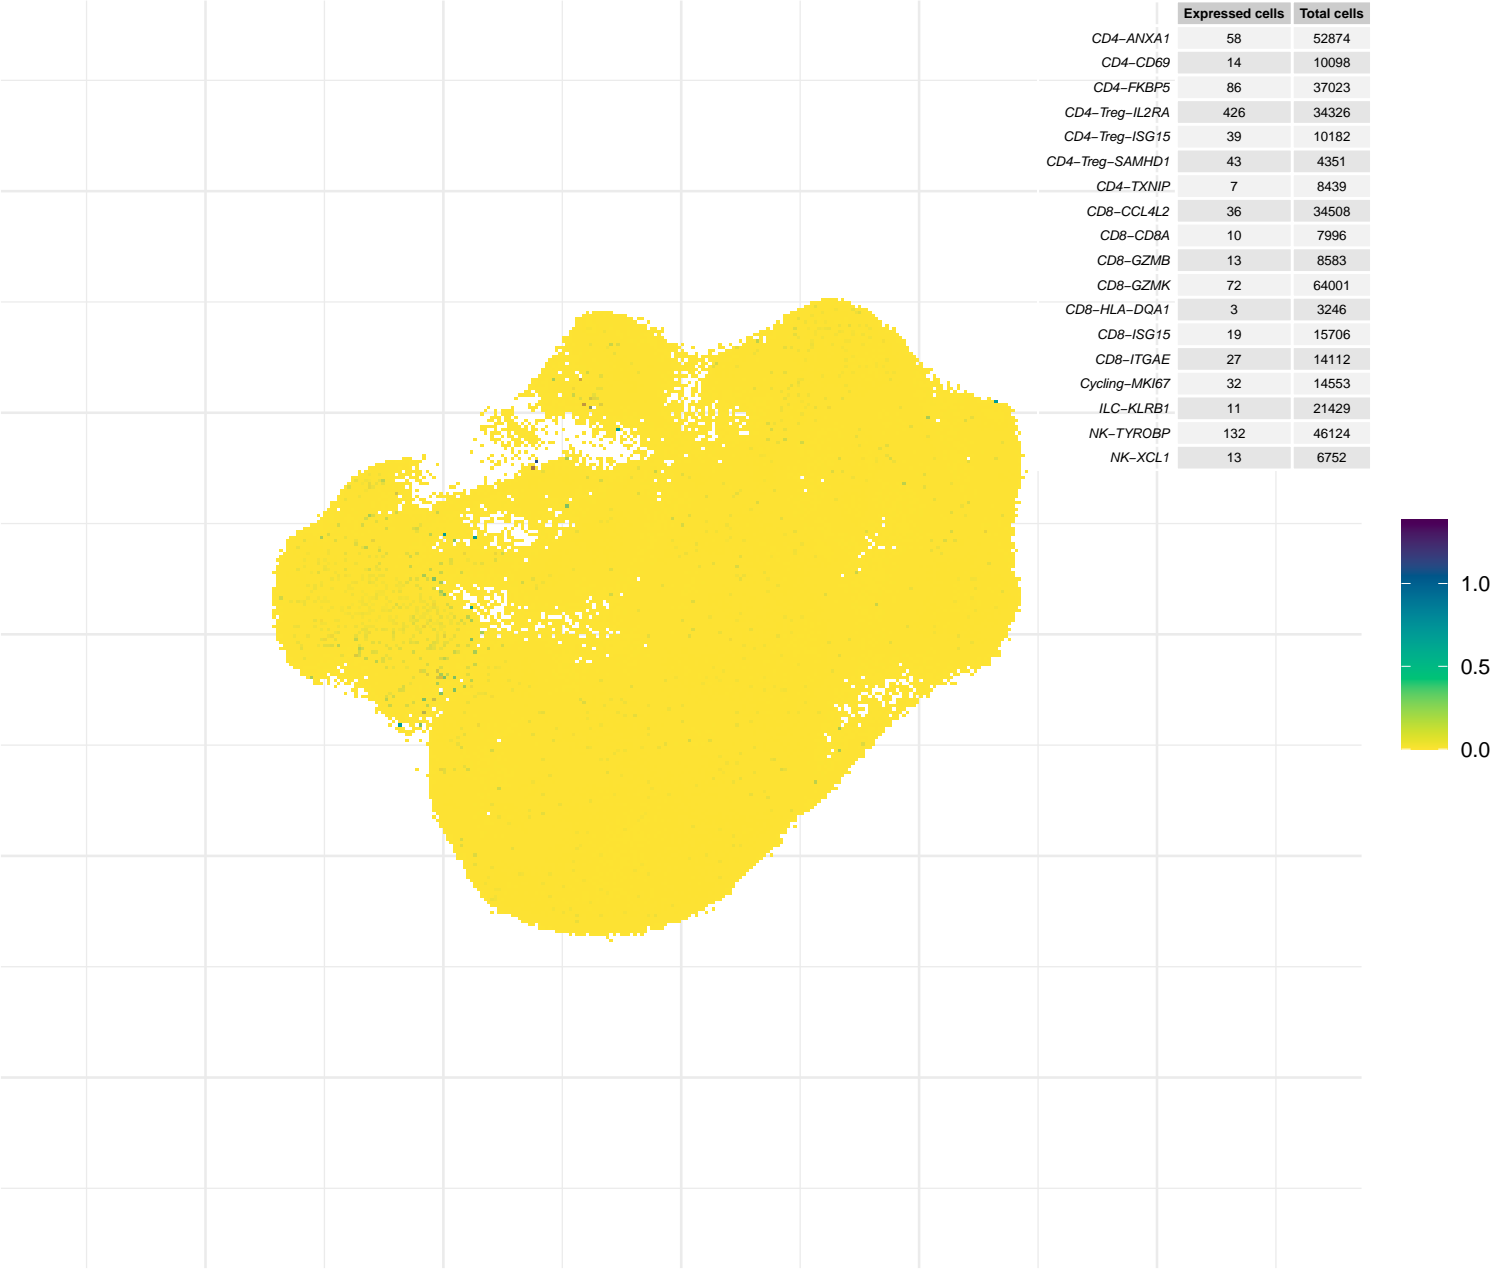 Expressed cells Total cells
CD4−ANXA1 58 52874
CD4−CD69 14 10098
CD4−FKBP5 86 37023
CD4−Treg−IL2RA 426 34326
CD4−Treg−ISG15 39 10182
CD4−Treg−SAMHD1 43 4351
CD4−TXNIP 7 8439
CD8−CCL4L2 36 34508
CD8−CD8A 10 7996
CD8−GZMB 13 8583
CD8−GZMK 72 64001
CD8−HLA−DQA1 3 3246
CD8−ISG15 19 15706
CD8−ITGAE 27 14112
Cycling−MKI67 32 14553
ILC−KLRB1 11 21429
NK−TYROBP 132 46124
NK−XCL1 13 6752
1.0
0.5
0.0